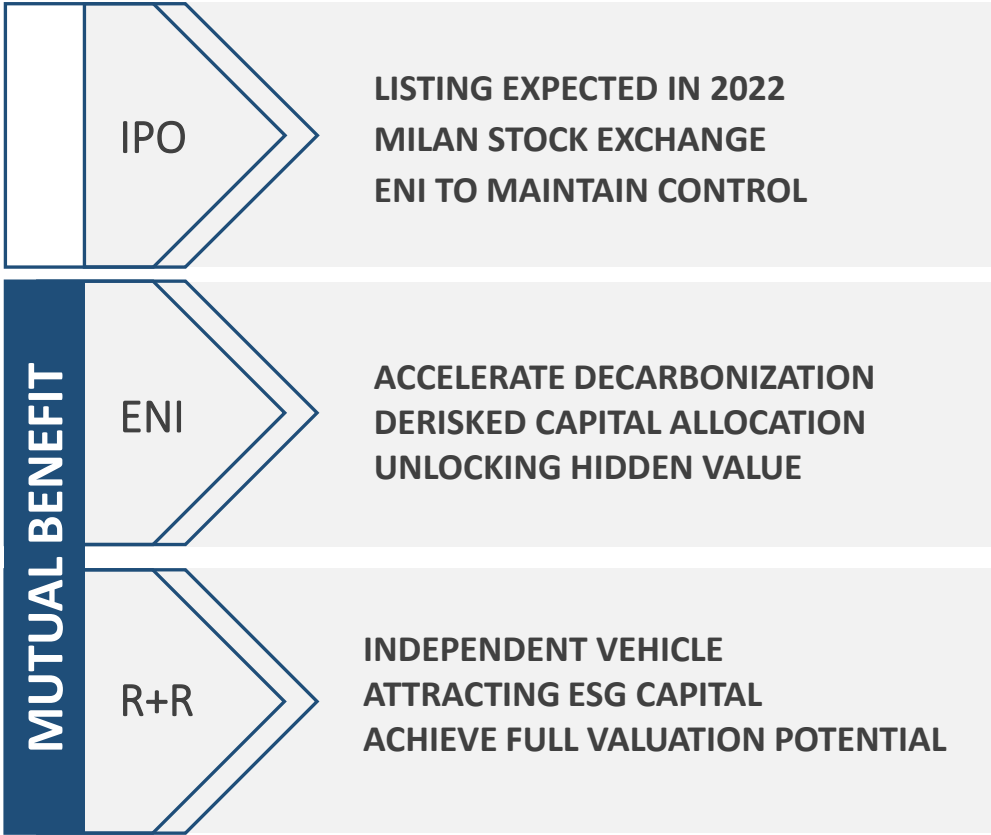 IPO
LISTING EXPECTED IN 2022
MILAN STOCK EXCHANGE
ENI TO MAINTAIN CONTROL
MUTUAL BENEFIT
ENI
ACCELERATE DECARBONIZATION
DERISKED CAPITAL ALLOCATION
UNLOCKING HIDDEN VALUE
R+R
INDEPENDENT VEHICLE
ATTRACTING ESG CAPITAL
ACHIEVE FULL VALUATION POTENTIAL